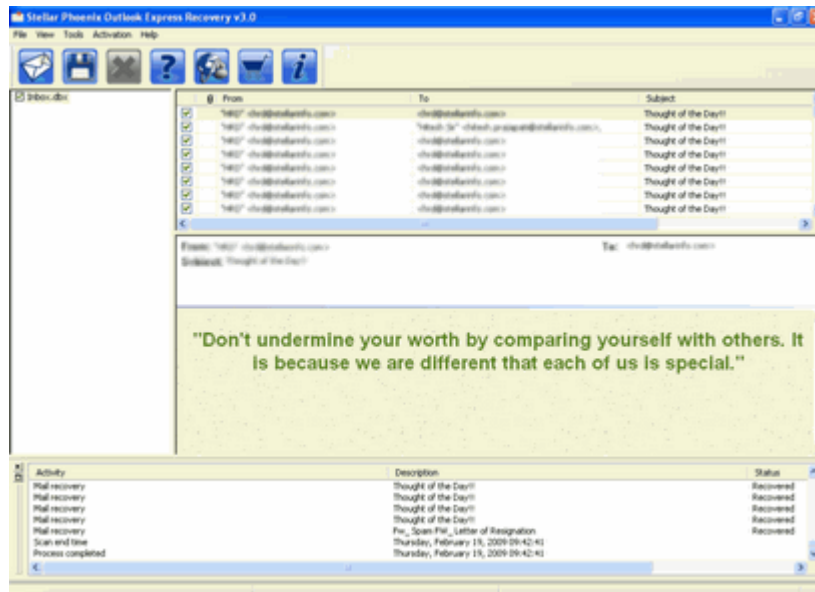 Stellar Phoenix Outlook Express Recovery v3.0
File View Tools Activation Help
Inbox.dbx
From To Subject
Thought of the Day!!
Thought of the Day!!
Thought of the Day!!
Thought of the Day!!
Thought of the Day!!
Thought of the Day!!
Thought of the Day!!
Thought of the Day!!
From: To:
Subject: Thought of the Day!!
"Don't undermine your worth by comparing yourself with others. It
is because we are different that each of us is special."
Activity Description Status
Mail recovery Thought of the Day!! Recovered
Mail recovery Thought of the Day!! Recovered
Mail recovery Thought of the Day!! Recovered
Mail recovery Thought of the Day!! Recovered
Mail recovery Fw_ Spam FW_ Letter of Resignation Recovered
Scan end time Thursday, February 19, 2009 09:42:41
Process completed Thursday, February 19, 2009 09:42:41